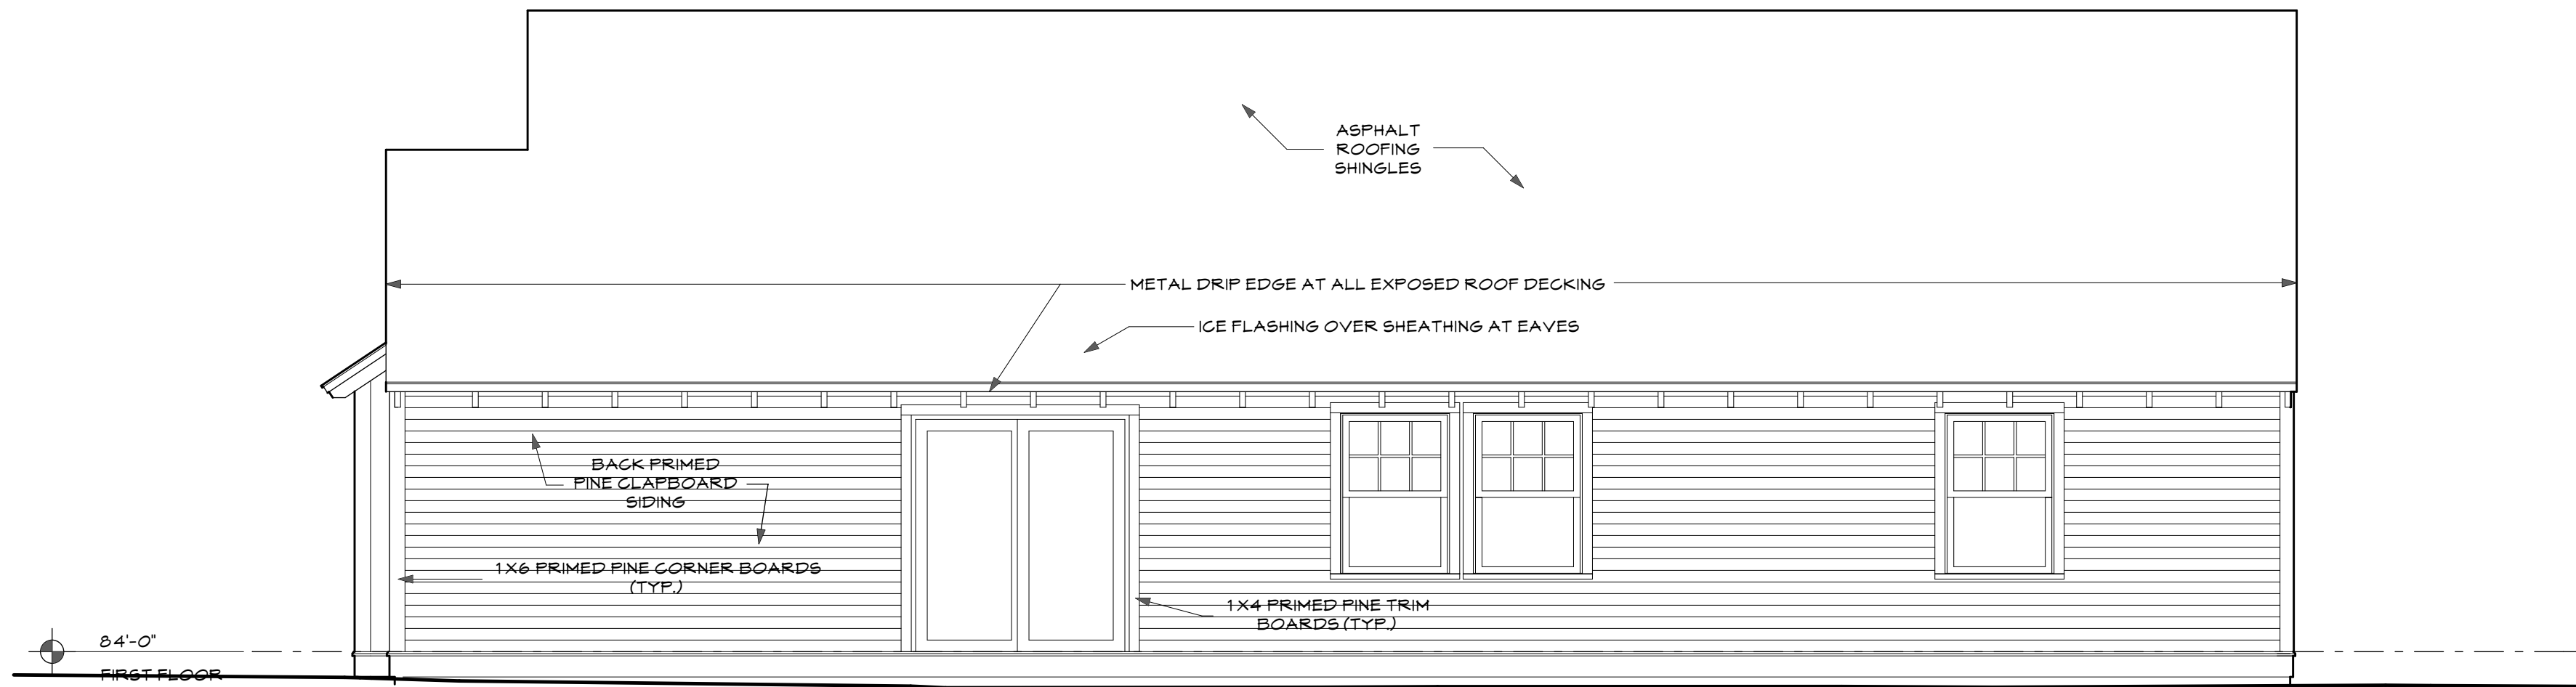 ASPHALT
ROOFING
SHINGLES
METAL DRIP EDGE AT ALL EXPOSED ROOF DECKING
ICE FLASHING OVER SHEATHING AT EAVES
BACK PRIMED
PINE CLAPBOARD
SIDING
1X6 PRIMED PINE CORNER BOARDS
(TYP.)
1X4 PRIMED PINE TRIM
BOARDS (TYP.)
84'-0"
FIRST FLOOR